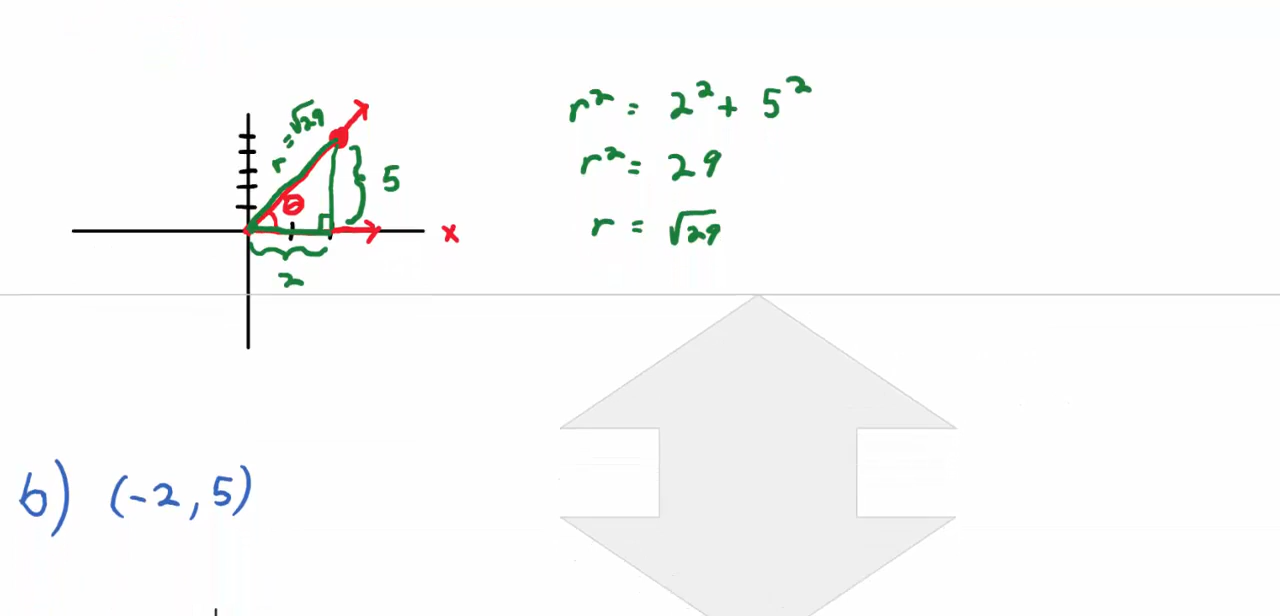 r² = 2² + 5²
r = √29
r² = 29
θ
5
r = √29
x
2
b) (-2, 5)